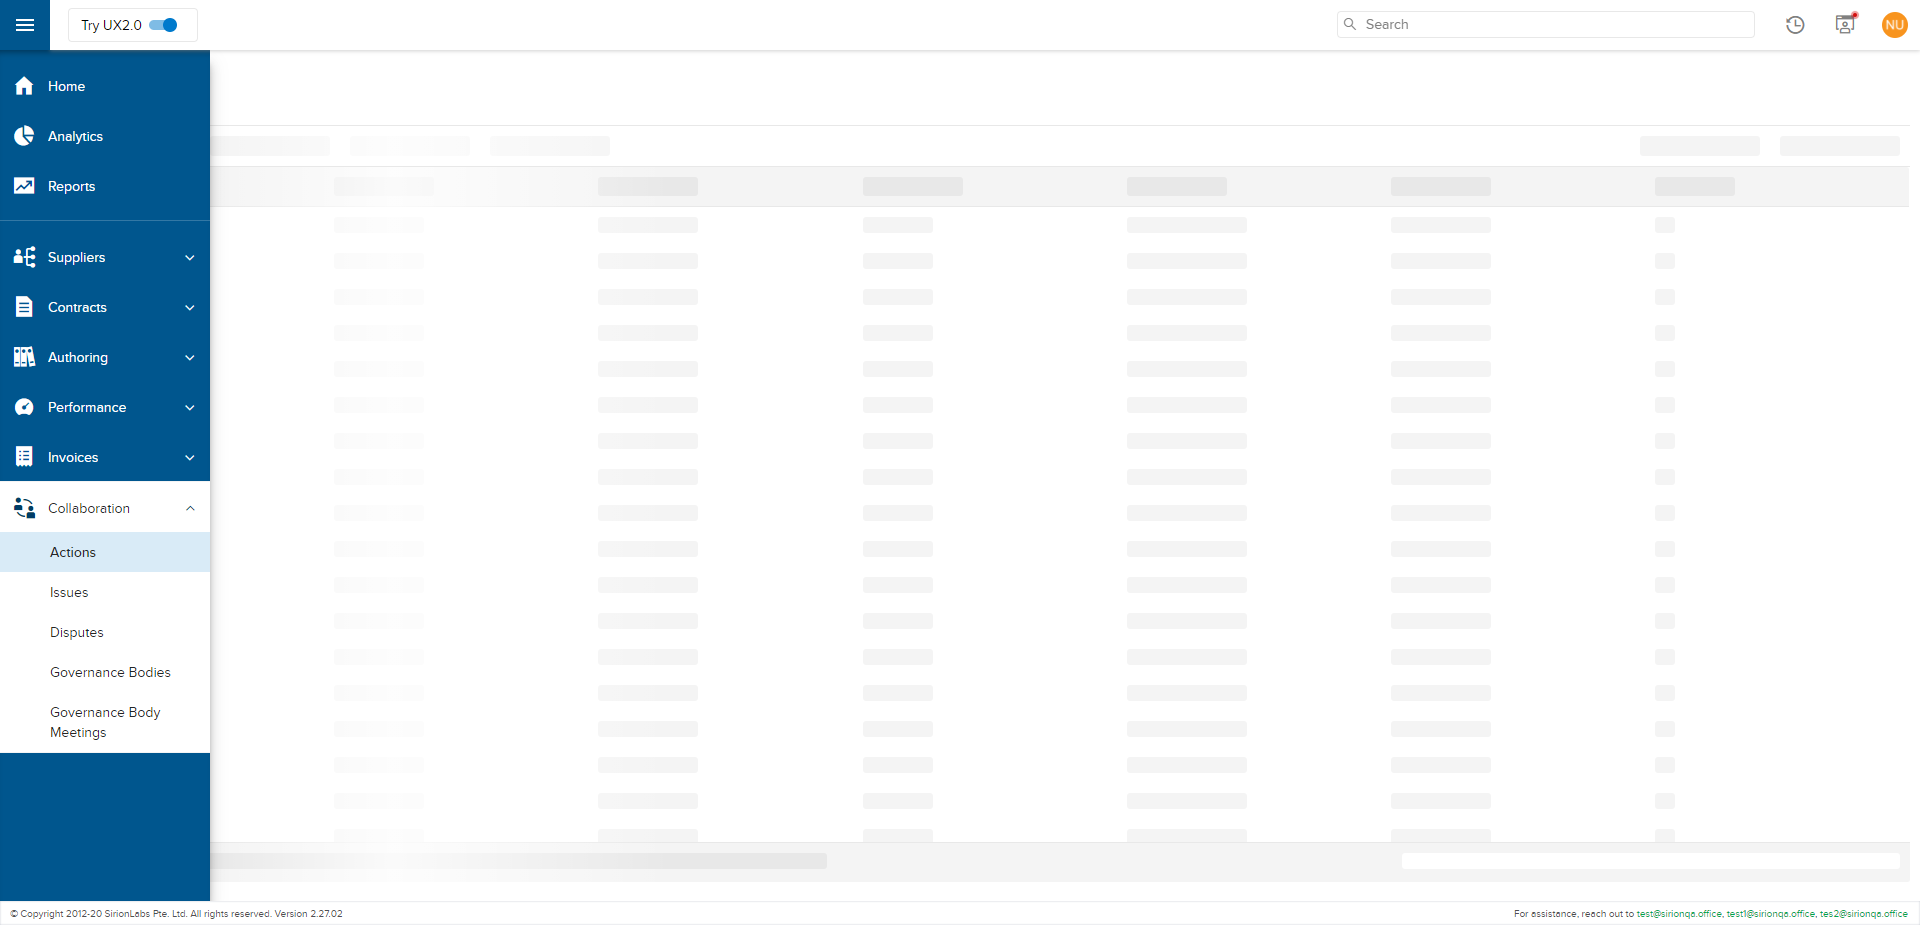 Try UX2.0
Search
NU
Home
Analytics
Reports
Suppliers
Contracts
Authoring
Performance
Invoices
Collaboration
Actions
Issues
Disputes
Governance Bodies
Governance Body
Meetings
© Copyright 2012-20 SirionLabs Pte. Ltd. All rights reserved. Version 2.27.02
For assistance, reach out to test@sirionqa.office, test1@sirionqa.office, tes2@sirionqa.office